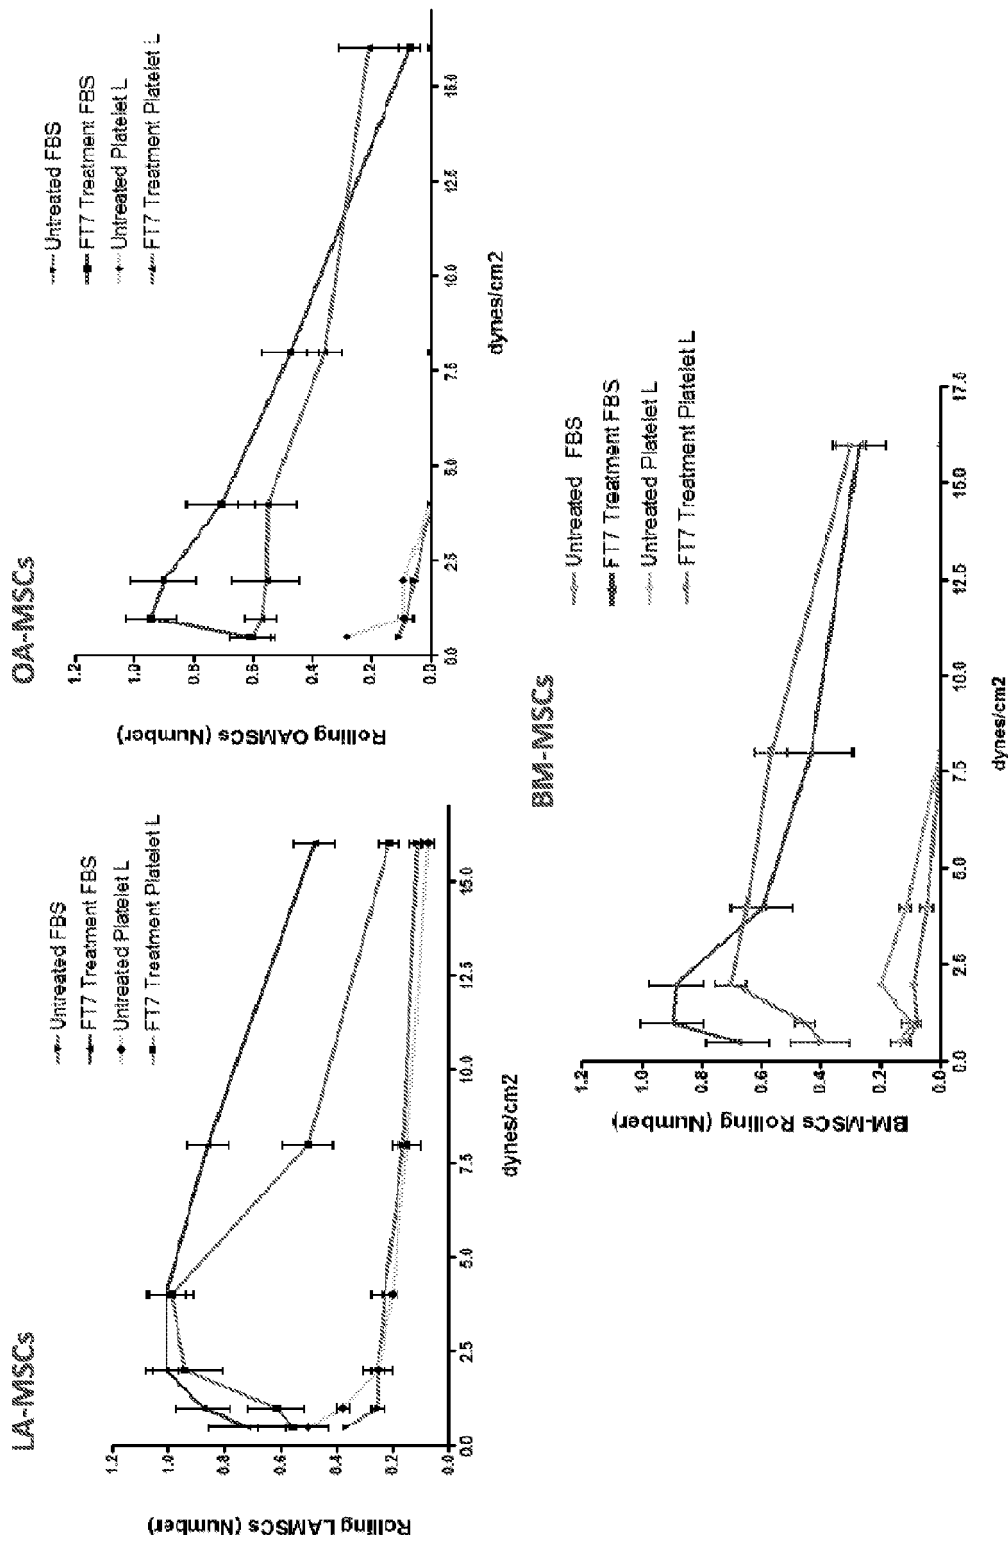 LA-MSCs
Untreated FBS
FT7 Treatment FBS
Untreated Platelet L
FT7 Treatment Platelet L
Rolling LAMSCs (Number)
1.2
1.0
0.8
0.6
0.4
0.2
0.0
0.0 2.5 5.0 7.5 10.0 12.5 15.0
dynes/cm2
OA-MSCs
Untreated FBS
FT7 Treatment FBS
Untreated Platelet L
FT7 Treatment Platelet L
Rolling OAMSCs (Number)
1.2
1.0
0.8
0.6
0.4
0.2
0.0
0.0 2.5 5.0 7.5 10.0 12.5 15.0
dynes/cm2
BM-MSCs
Untreated FBS
FT7 Treatment FBS
Untreated Platelet L
FT7 Treatment Platelet L
BM-MSCs Rolling (Number)
1.2
1.0
0.8
0.6
0.4
0.2
0.0
0.0 2.5 5.0 7.5 10.0 12.5 15.0 17.5
dynes/cm2